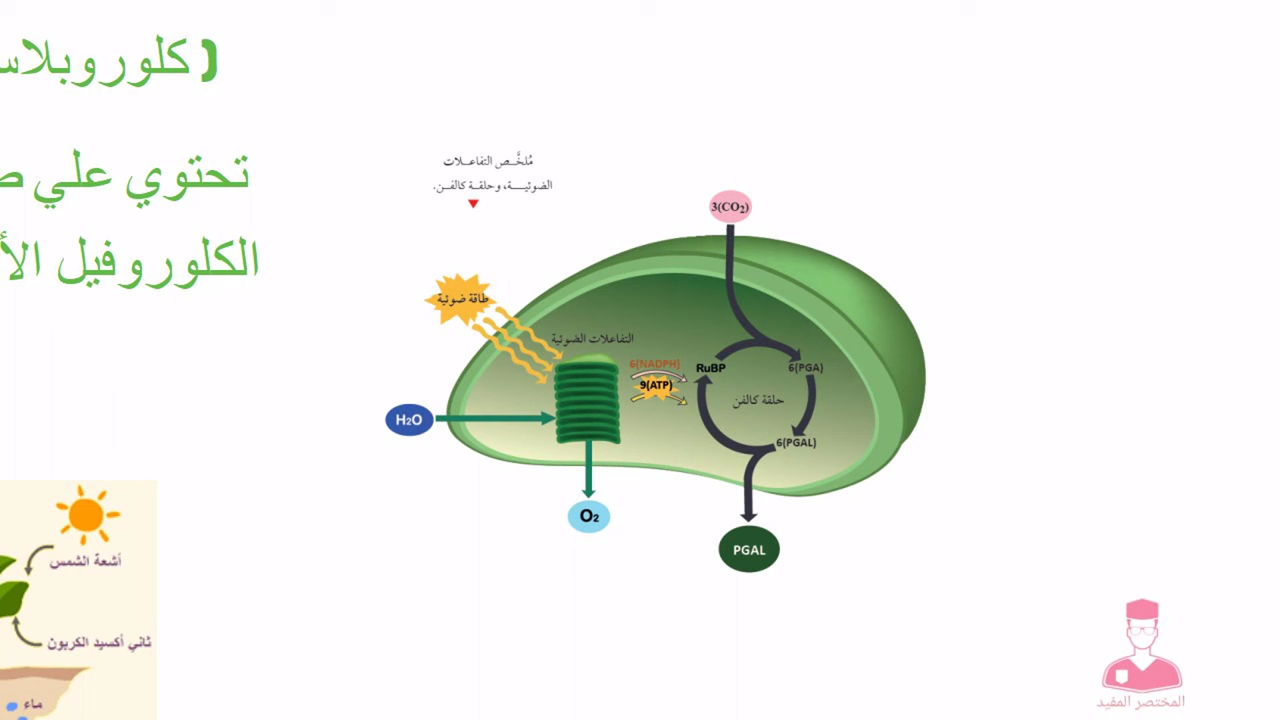 ( كلوروبلاس
تحتوي علي
الكلوروفيل
مُلخَّص التفاعلات
الضوئية، وحلقة كالفن.
3(CO₂)
طاقة ضوئية
التفاعلات الضوئية
6(NADPH)
9(ATP)
RuBP
6(PGA)
حلقة كالفن
H₂O
6(PGAL)
O₂
PGAL
أشعة الشمس
ثاني أكسيد الكربون
ماء
المختصر المفيد